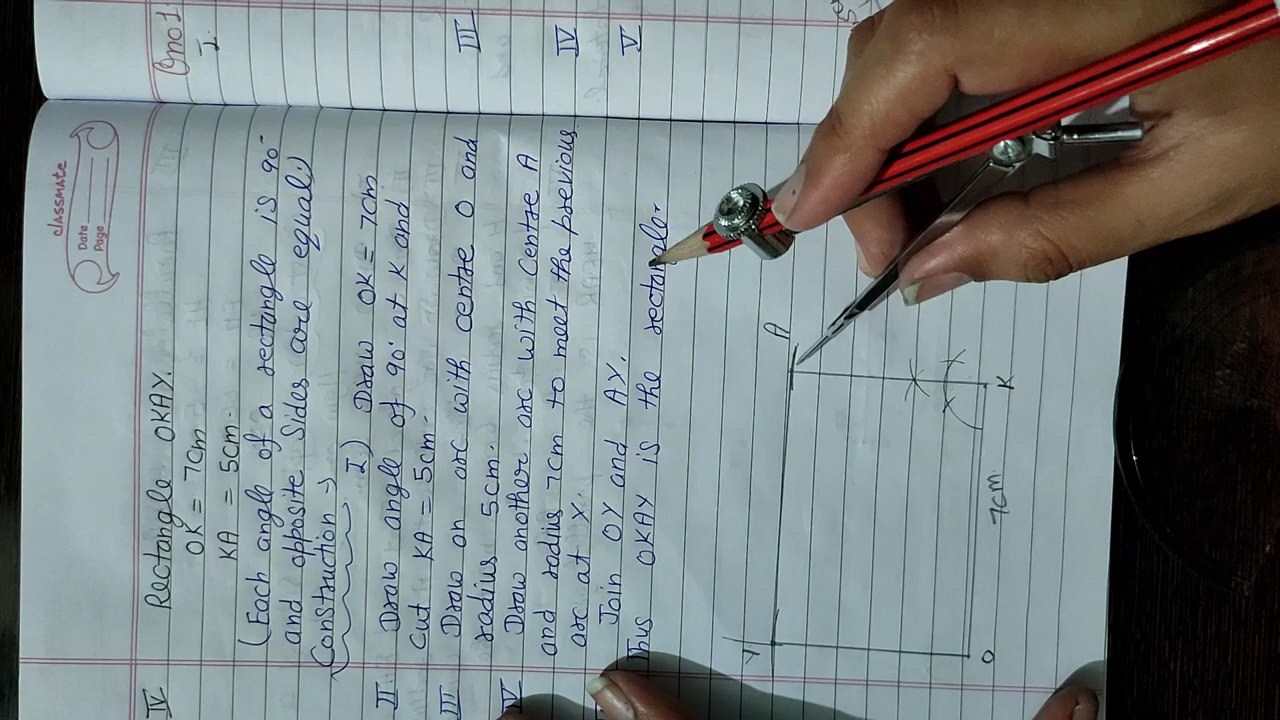 classmate
Date
Page
IV Rectangle OKAY.
OK = 7cm
KA = 5cm.
(Each angle of a rectangle is 90°
and opposite sides are equal.)
Construction → I) Draw OK = 7cm
II Draw angle of 90° at K and
cut KA = 5cm.
III Draw an arc with centre O and
radius 5cm.
IV Draw another arc with centre A
and radius 7cm to meet the previous
arc at Y.
Join OY and AY.
Thus OKAY is the rectangle.
Y
A
O
K
7cm.
Qno1
I.
III
IV
V